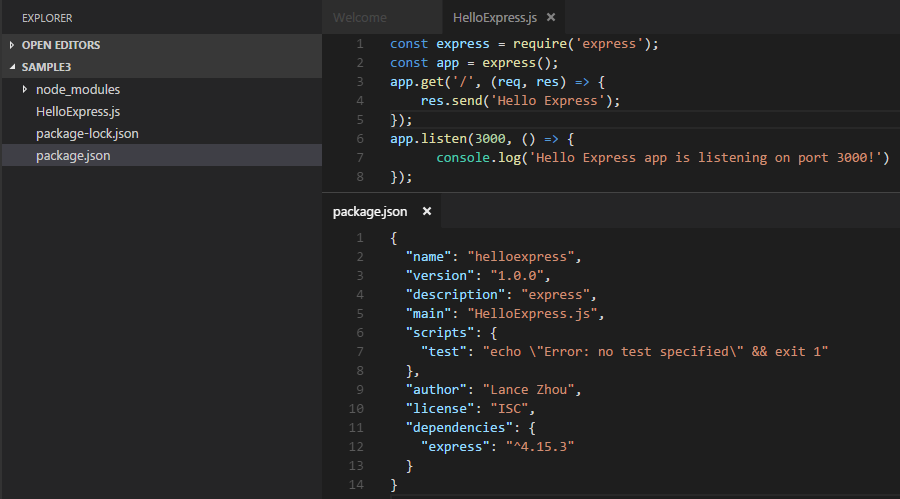 EXPLORER
OPEN EDITORS
SAMPLE3
node_modules
HelloExpress.js
package-lock.json
package.json
Welcome
HelloExpress.js ×
1 const express = require('express');
2 const app = express();
3 app.get('/', (req, res) => {
4     res.send('Hello Express');
5 });
6 app.listen(3000, () => {
7       console.log('Hello Express app is listening on port 3000!')
8 });
package.json ×
1 {
2   "name": "helloexpress",
3   "version": "1.0.0",
4   "description": "express",
5   "main": "HelloExpress.js",
6   "scripts": {
7     "test": "echo \"Error: no test specified\" && exit 1"
8   },
9   "author": "Lance Zhou",
10   "license": "ISC",
11   "dependencies": {
12     "express": "^4.15.3"
13   }
14 }